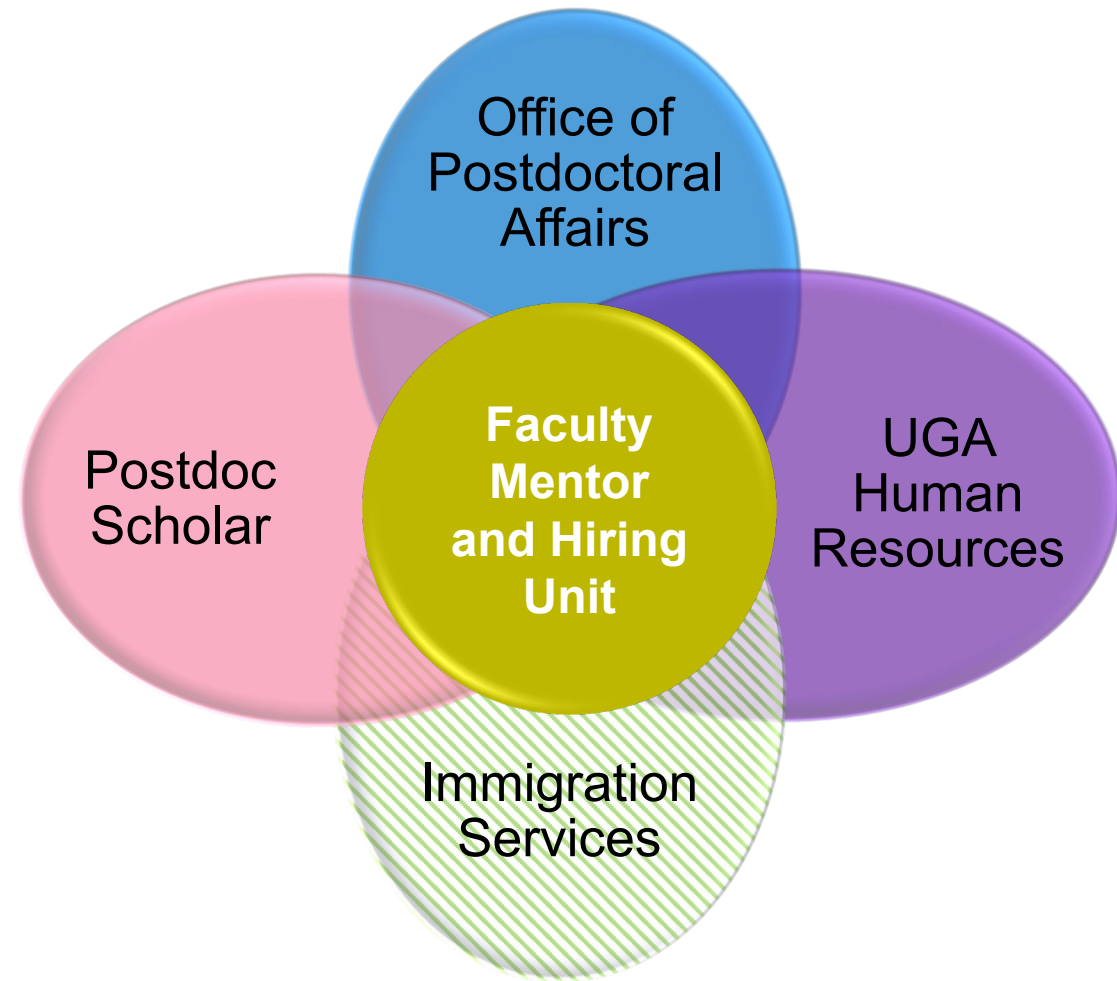 Office of
Postdoctoral
Affairs
Postdoc
Scholar
Faculty
Mentor
and Hiring
Unit
UGA
Human
Resources
Immigration
Services